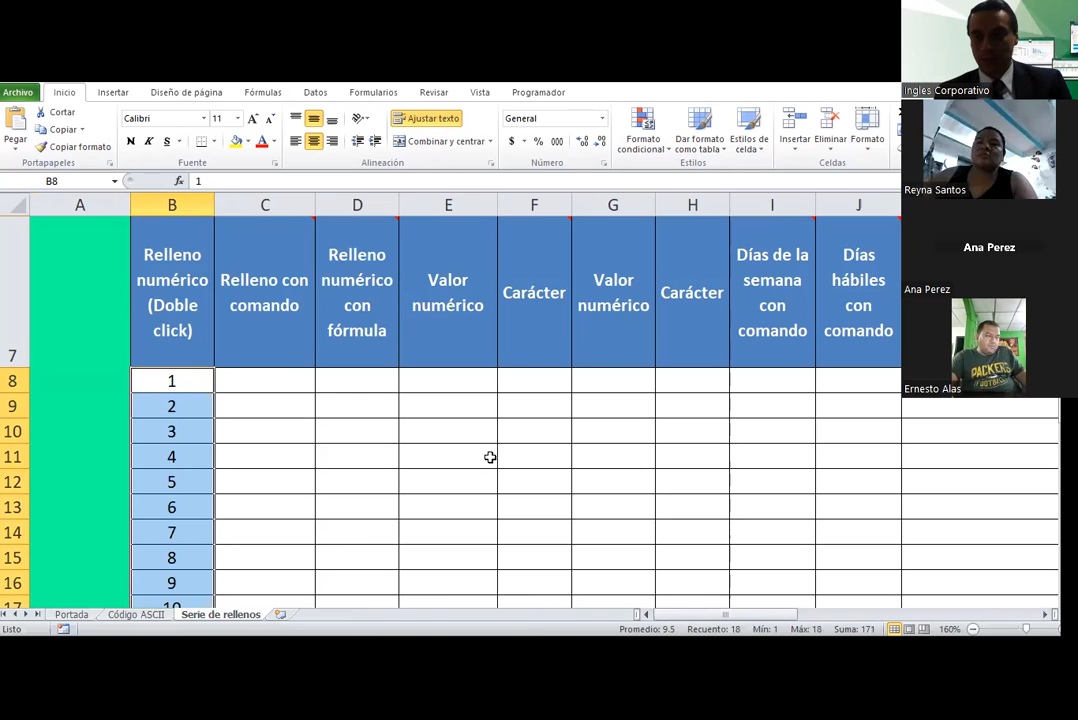 Archivo Inicio Insertar Diseño de página Fórmulas Datos Formularios Revisar Vista Programador
Pegar
Cortar
Copiar
Copiar formato
Portapapeles
Calibri 11 A A
N K S A
Fuente
Ajustar texto
Combinar y centrar
Alineación
General
$ % 000
Número
Formato condicional
Dar formato como tabla
Estilos de celda
Estilos
Insertar Eliminar Formato
Celdas
B8 fx 1
A B C D E F G H I J
7
Relleno numérico (Doble click)
Relleno con comando
Relleno numérico con fórmula
Valor numérico
Carácter
Valor numérico
Carácter
Días de la semana con comando
Días hábiles con comando
8 1
9 2
10 3
11 4
12 5
13 6
14 7
15 8
16 9
17 10
Portada Código ASCII Serie de rellenos
Listo Promedio: 9.5 Recuento: 18 Mín: 1 Máx: 18 Suma: 171 160%
Ingles Corporativo
Reyna Santos
Ana Perez
Ana Perez
PACKERS
Ernesto Alas